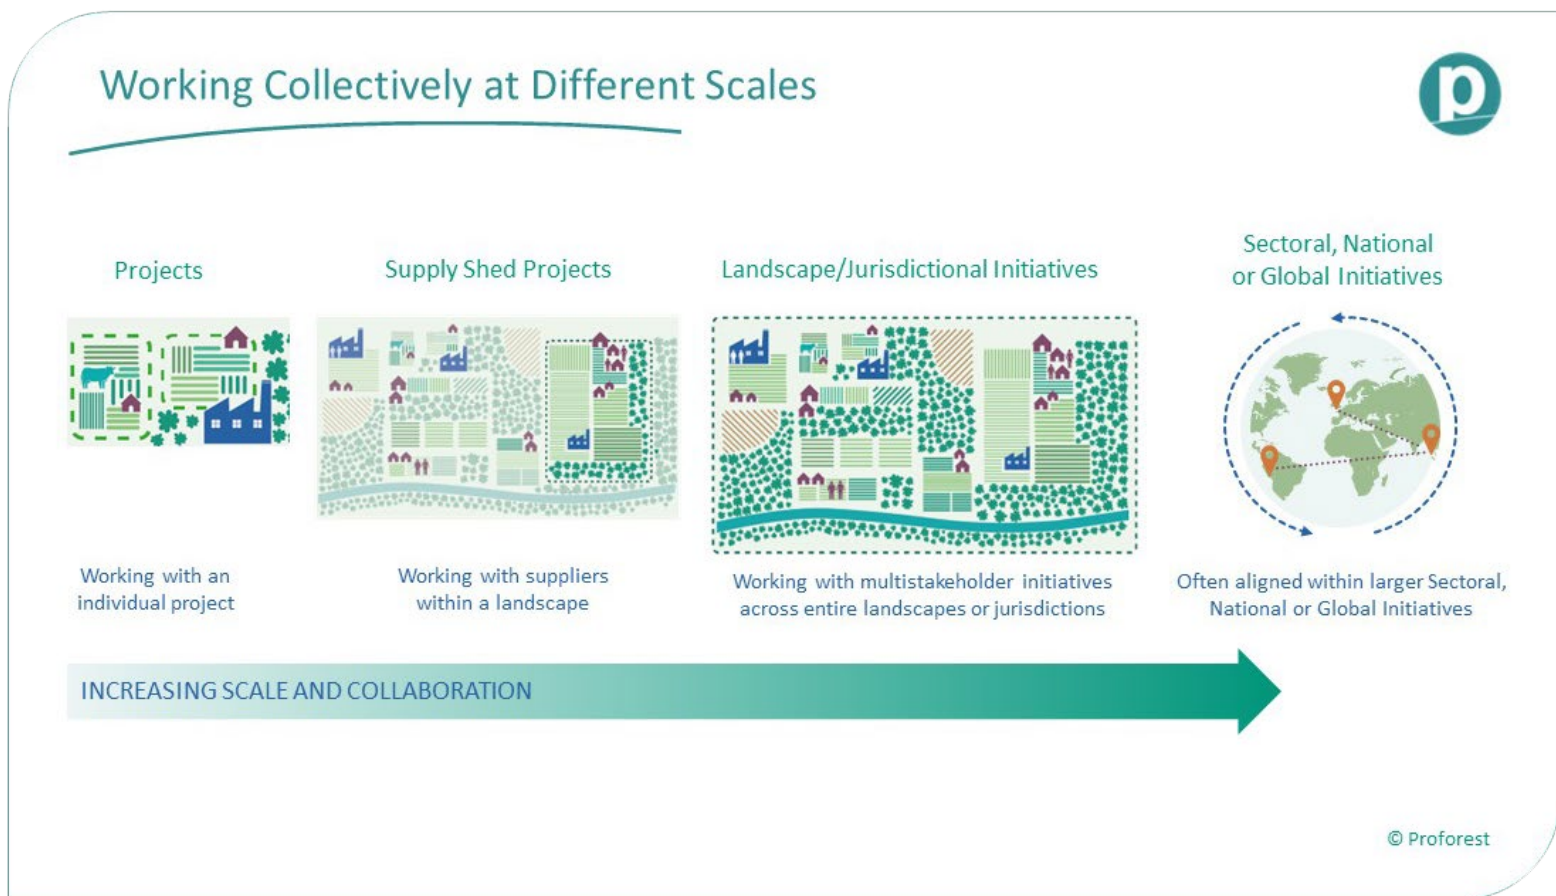 Working Collectively at Different Scales
p
Projects
Supply Shed Projects
Landscape/Jurisdictional Initiatives
Sectoral, National
or Global Initiatives
Working with an
individual project
Working with suppliers
within a landscape
Working with multistakeholder initiatives
across entire landscapes or jurisdictions
Often aligned within larger Sectoral,
National or Global Initiatives
INCREASING SCALE AND COLLABORATION
© Proforest